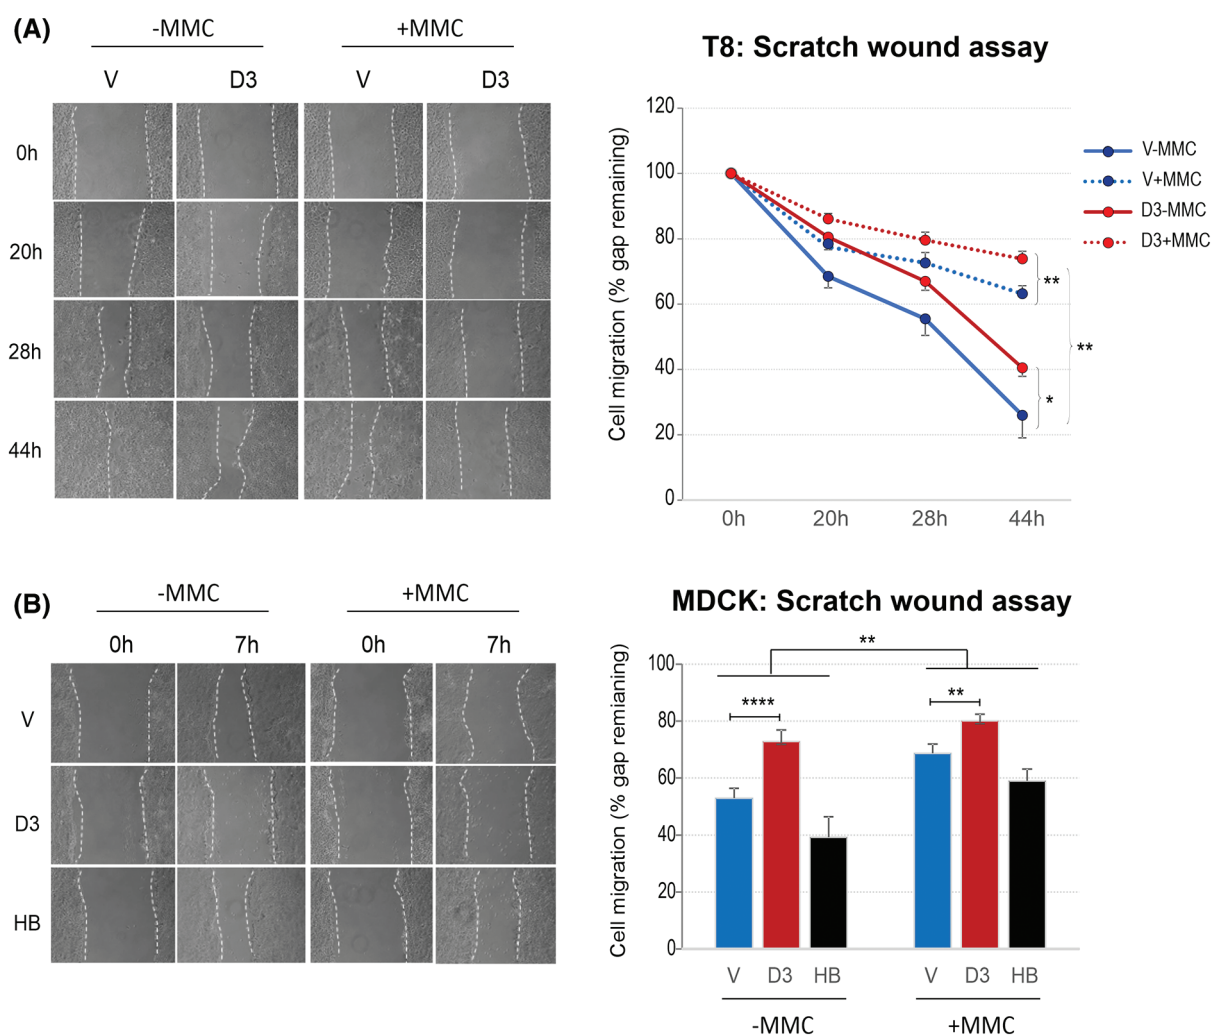 (A)
-MMC +MMC
V D3 V D3
0h
20h
28h
44h
T8: Scratch wound assay
Cell migration (% gap remaining)
120
100
80
60
40
20
0
0h 20h 28h 44h
V-MMC
V+MMC
D3-MMC
D3+MMC
**
**
*
(B)
-MMC +MMC
0h 7h 0h 7h
V
D3
HB
MDCK: Scratch wound assay
Cell migration (% gap remianing)
100
80
60
40
20
0
**
**** **
V D3 HB V D3 HB
-MMC +MMC